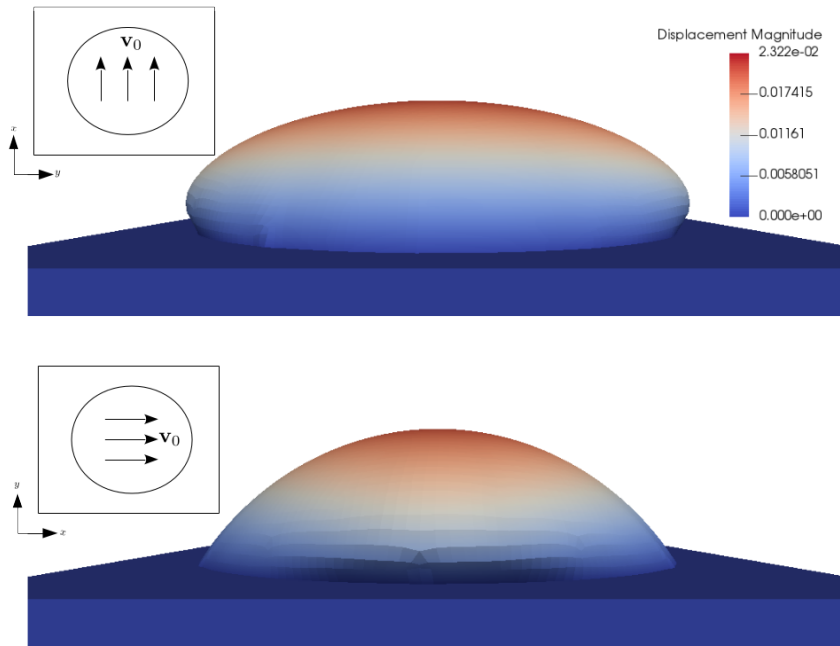 v₀
x
y
Displacement Magnitude
2.322e-02
0.017415
0.01161
0.0058051
0.000e+00
v₀
y
x